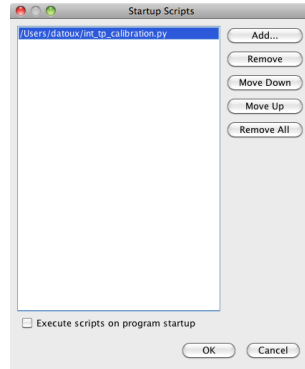 Startup Scripts
/Users/datoux/int_tp_calibration.py
Add...
Remove
Move Down
Move Up
Remove All
Execute scripts on program startup
OK
Cancel